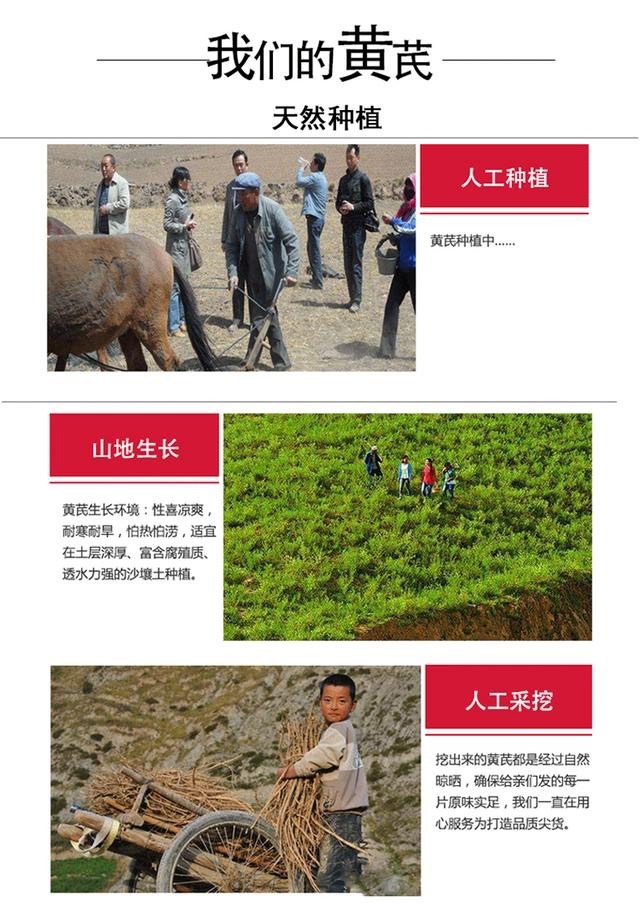 我们的黄芪
天然种植
人工种植
黄芪种植中......
山地生长
黄芪生长环境：性喜凉爽，
耐寒耐旱，怕热怕涝，适宜
在土层深厚、富含腐殖质、
透水力强的沙壤土种植。
人工采挖
挖出来的黄芪都是经过自然
晾晒，确保给亲们发的每一
片原味实足，我们一直在用
心服务为打造品质尖货。